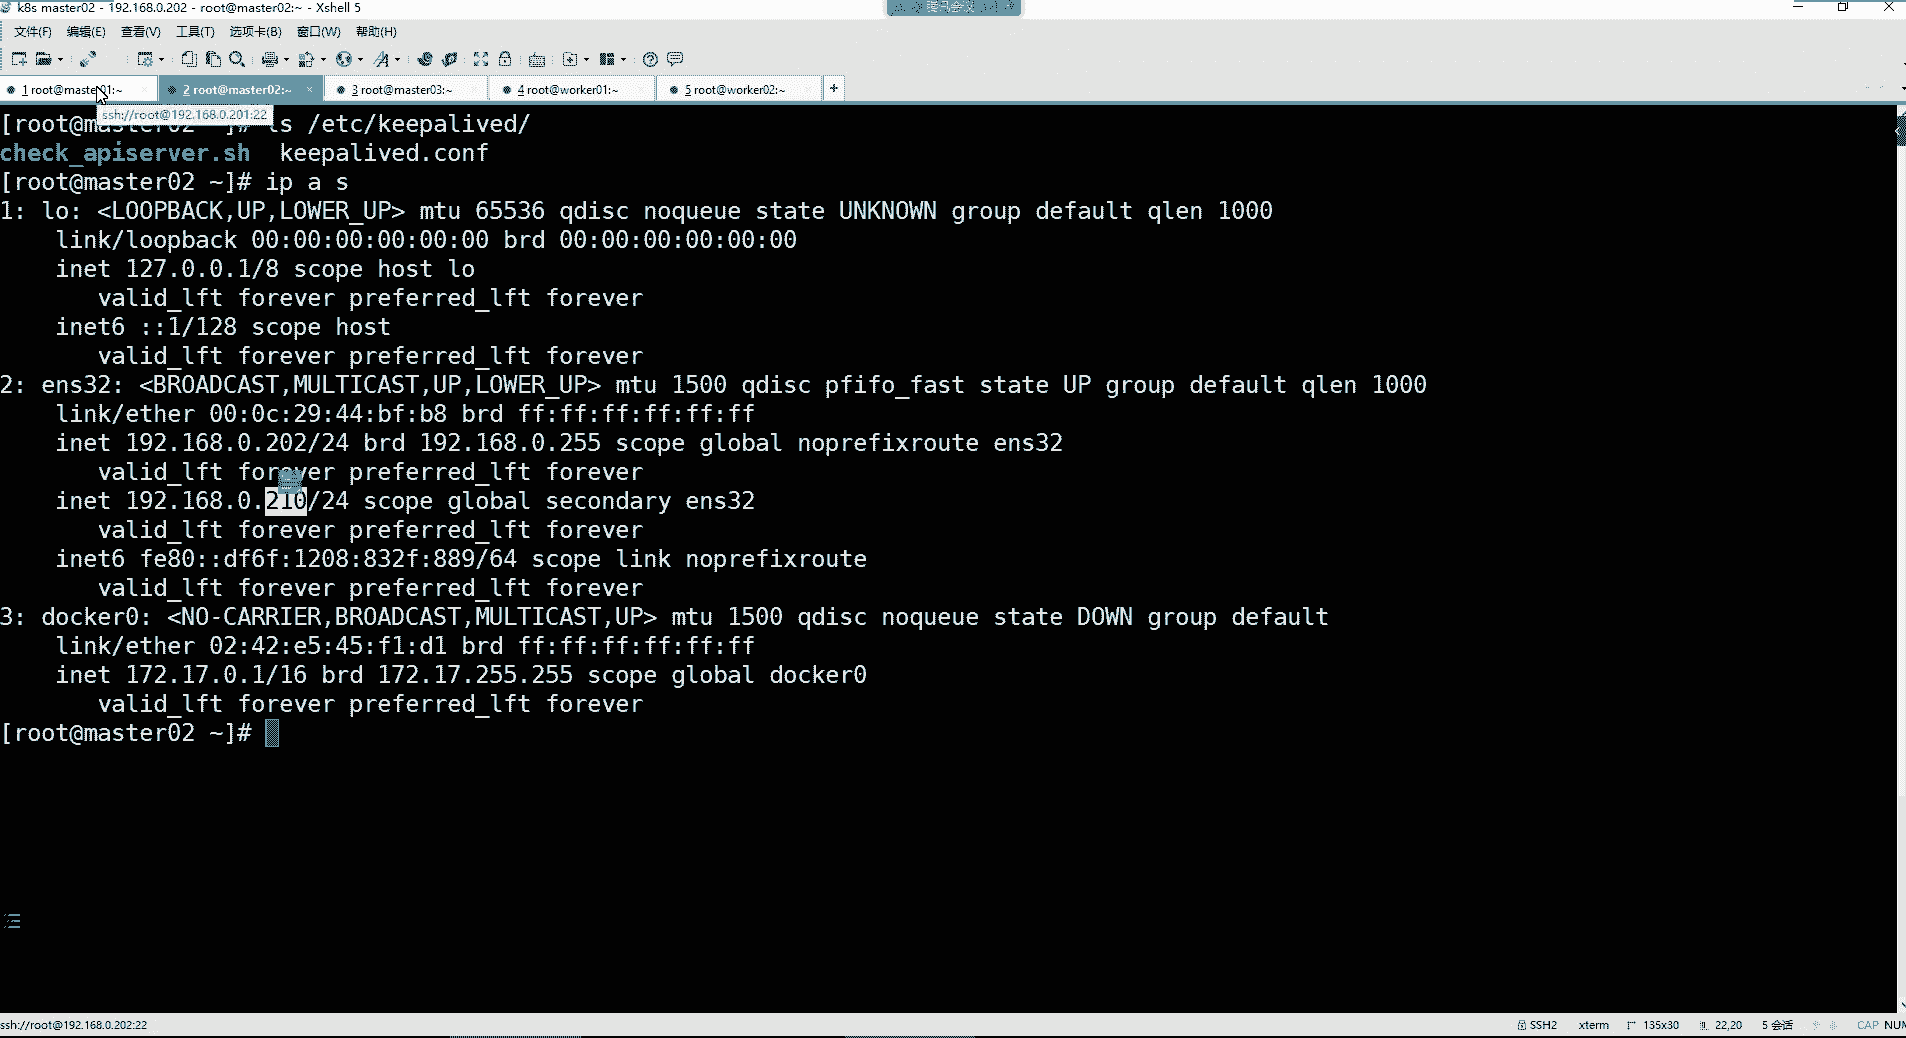 k8s master02 - 192.168.0.202 - root@master02:~ - Xshell 5
文件(F) 编辑(E) 查看(V) 工具(T) 选项卡(B) 窗口(W) 帮助(H)
1 root@master01:~ 2 root@master02:~ × 3 root@master03:~ 4 root@worker01:~ 5 root@worker02:~ +
ssh://root@192.168.0.201:22
[root@master02 ~]# ls /etc/keepalived/
check_apiserver.sh keepalived.conf
[root@master02 ~]# ip a s
1: lo: <LOOPBACK,UP,LOWER_UP> mtu 65536 qdisc noqueue state UNKNOWN group default qlen 1000
link/loopback 00:00:00:00:00:00 brd 00:00:00:00:00:00
inet 127.0.0.1/8 scope host lo
valid_lft forever preferred_lft forever
inet6 ::1/128 scope host
valid_lft forever preferred_lft forever
2: ens32: <BROADCAST,MULTICAST,UP,LOWER_UP> mtu 1500 qdisc pfifo_fast state UP group default qlen 1000
link/ether 00:0c:29:44:bf:b8 brd ff:ff:ff:ff:ff:ff
inet 192.168.0.202/24 brd 192.168.0.255 scope global noprefixroute ens32
valid_lft forever preferred_lft forever
inet 192.168.0.210/24 scope global secondary ens32
valid_lft forever preferred_lft forever
inet6 fe80::df6f:1208:832f:889/64 scope link noprefixroute
valid_lft forever preferred_lft forever
3: docker0: <NO-CARRIER,BROADCAST,MULTICAST,UP> mtu 1500 qdisc noqueue state DOWN group default
link/ether 02:42:e5:45:f1:d1 brd ff:ff:ff:ff:ff:ff
inet 172.17.0.1/16 brd 172.17.255.255 scope global docker0
valid_lft forever preferred_lft forever
[root@master02 ~]#
ssh://root@192.168.0.202:22 SSH2 xterm 135x30 22,20 5 会话 CAP NUM